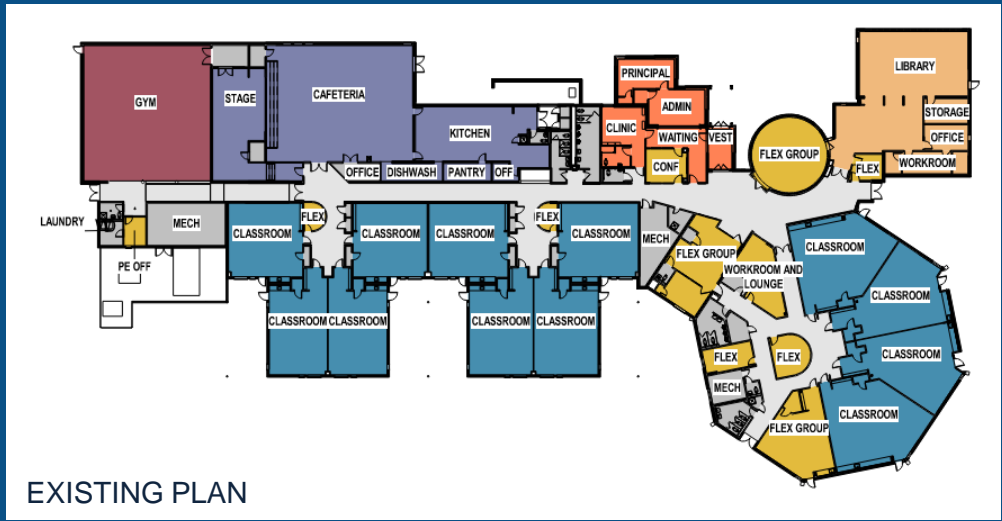 LIBRARY
PRINCIPAL
GYM
STAGE
CAFETERIA
ADMIN
STORAGE
CLINIC
KITCHEN
WAITING
VEST
OFFICE
FLEX GROUP
WORKROOM
CONF
FLEX
OFFICE
DISHWASH
PANTRY
OFF
LAUNDRY
MECH
FLEX
FLEX
CLASSROOM
CLASSROOM
CLASSROOM
CLASSROOM
MECH
CLASSROOM
FLEX GROUP
PE OFF
WORKROOM AND
LOUNGE
CLASSROOM
CLASSROOM
CLASSROOM
CLASSROOM
CLASSROOM
CLASSROOM
FLEX
FLEX
MECH
CLASSROOM
FLEX GROUP
EXISTING PLAN